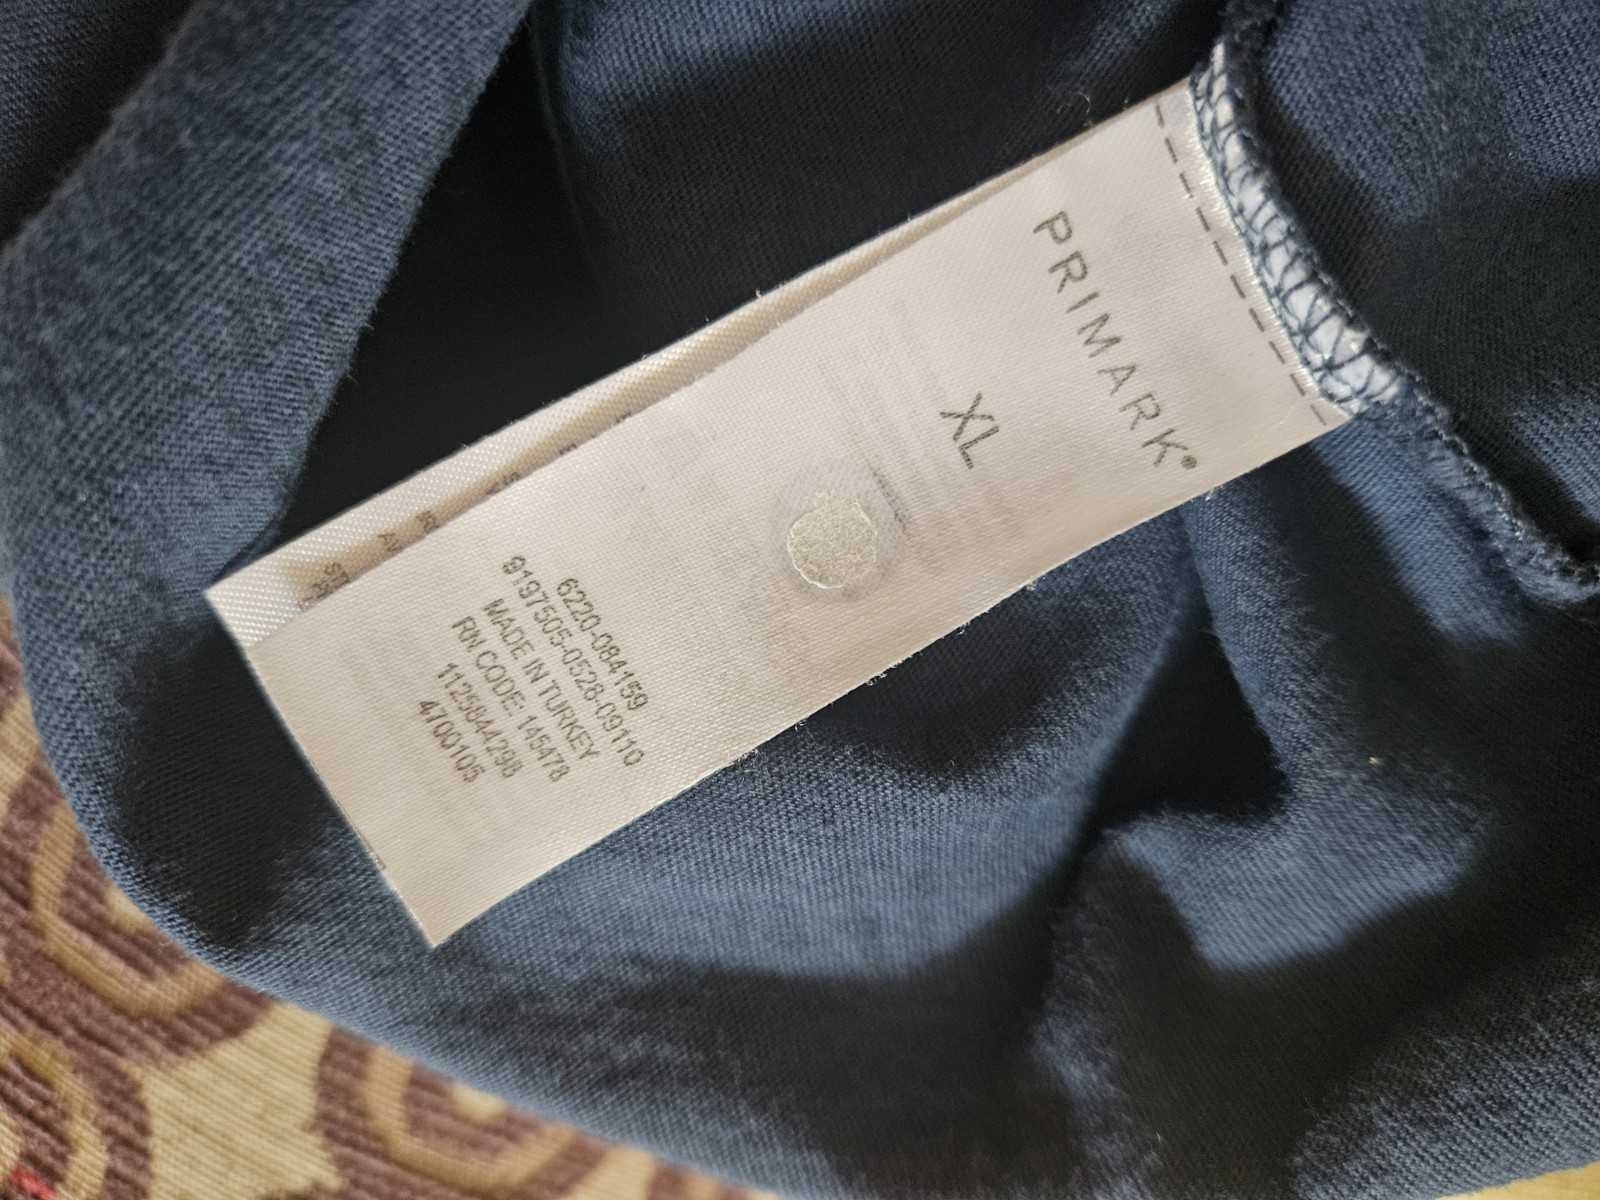 PRIMARK®
XL
6220-084159
9197505-0528-09110
MADE IN TURKEY
RN CODE: 145478
1125844298
4700105